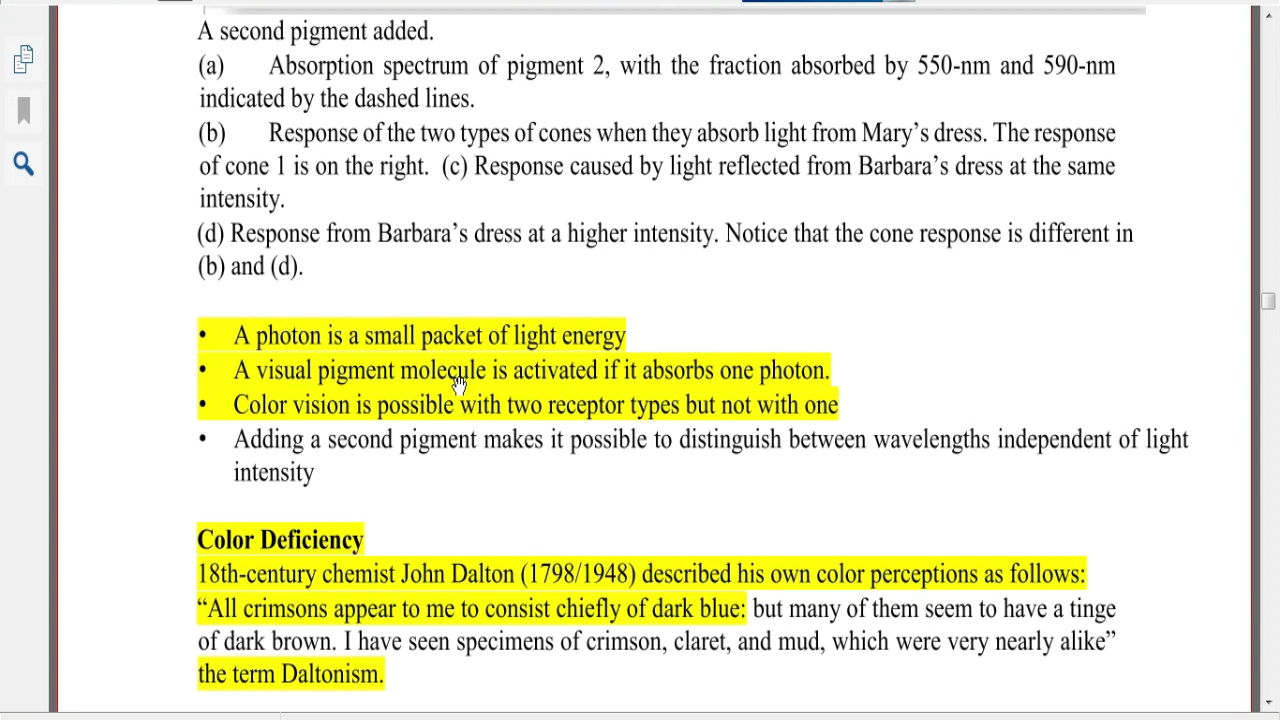 A second pigment added.
(a) Absorption spectrum of pigment 2, with the fraction absorbed by 550-nm and 590-nm
indicated by the dashed lines.
(b) Response of the two types of cones when they absorb light from Mary’s dress. The response
of cone 1 is on the right. (c) Response caused by light reflected from Barbara’s dress at the same
intensity.
(d) Response from Barbara’s dress at a higher intensity. Notice that the cone response is different in
(b) and (d).
• A photon is a small packet of light energy
• A visual pigment molecule is activated if it absorbs one photon.
• Color vision is possible with two receptor types but not with one
• Adding a second pigment makes it possible to distinguish between wavelengths independent of light
intensity
Color Deficiency
18th-century chemist John Dalton (1798/1948) described his own color perceptions as follows:
“All crimsons appear to me to consist chiefly of dark blue: but many of them seem to have a tinge
of dark brown. I have seen specimens of crimson, claret, and mud, which were very nearly alike”
the term Daltonism.